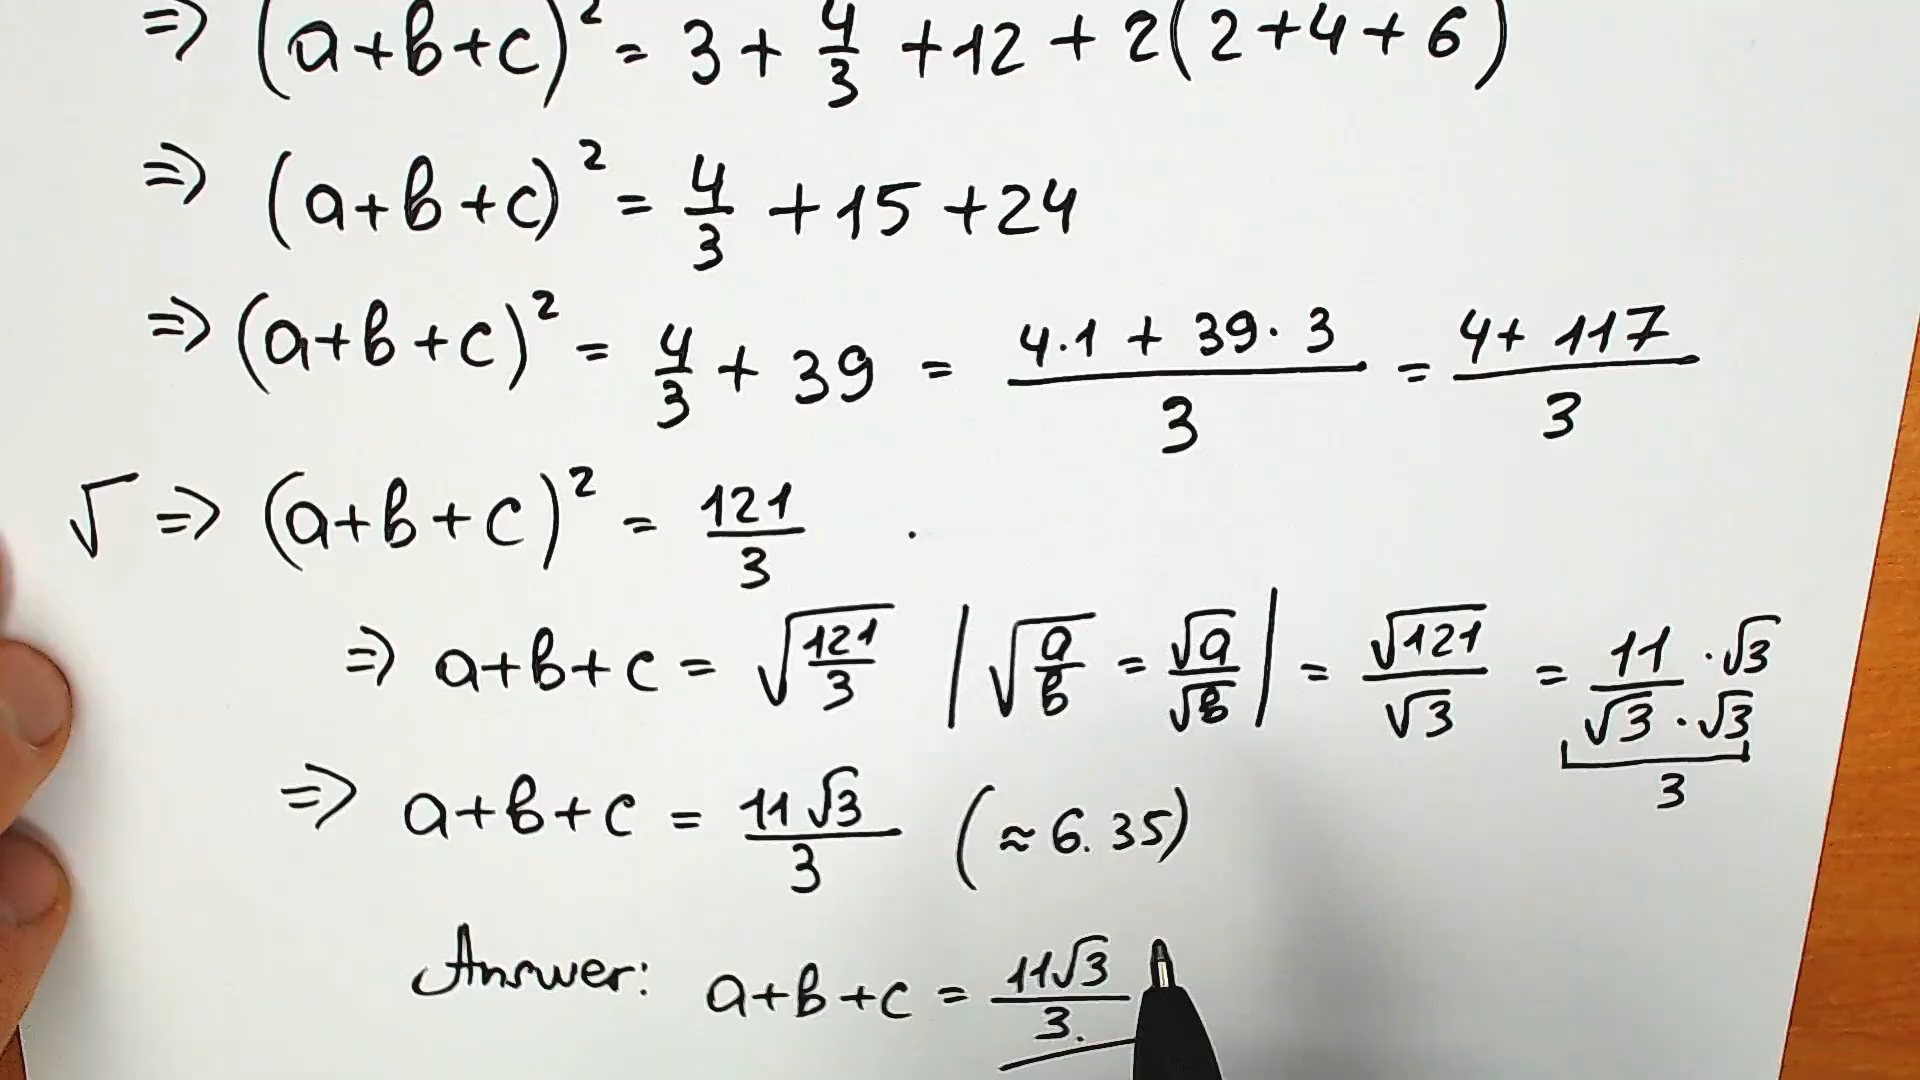 ⇒ (a+b+c)² = 3 + 4/3 + 12 + 2(2+4+6)
⇒ (a+b+c)² = 4/3 + 15 + 24
⇒ (a+b+c)² = 4/3 + 39 = (4·1 + 39·3)/3 = (4+117)/3
√ ⇒ (a+b+c)² = 121/3
⇒ a+b+c = √(121/3) | √(a/b) = √a/√b | = √121/√3 = 11·√3/(√3·√3)
3
⇒ a+b+c = 11√3/3 (≈ 6.35)
Answer: a+b+c = 11√3/3.